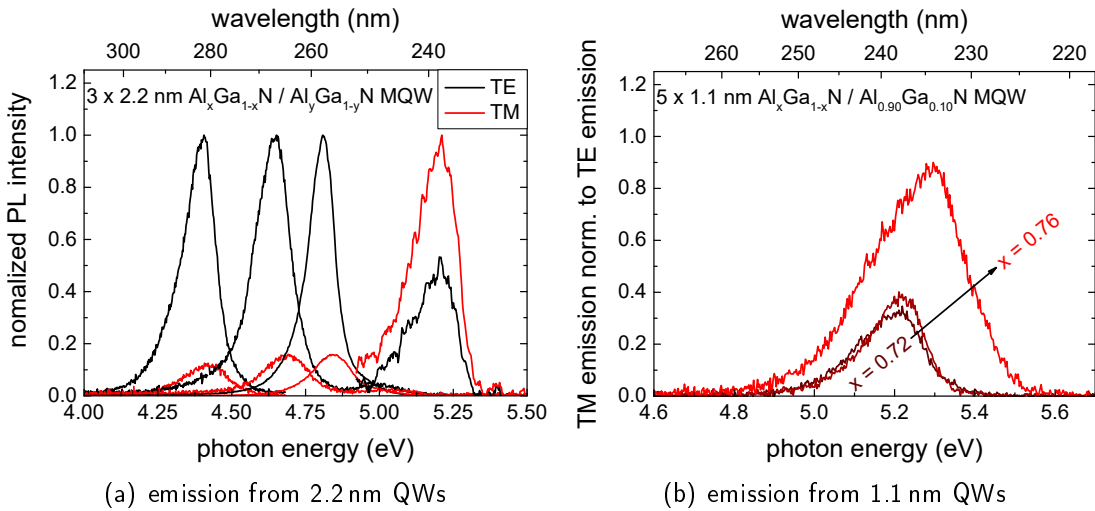 wavelength (nm)
300 280 260 240
3 x 2.2 nm AlxGa1-xN / AlyGa1-yN MQW
TE
TM
1.2
1.0
0.8
0.6
0.4
0.2
0.0
nomalized PL intensity
4.00 4.25 4.50 4.75 5.00 5.25 5.50
photon energy (eV)
(a) emission from 2.2 nm QWs
wavelength (nm)
260 250 240 230 220
5 x 1.1 nm AlxGa1-xN / Al0.90Ga0.10N MQW
1.2
1.0
0.8
0.6
0.4
0.2
0.0
TM emission norm. to TE emission
x = 0.76
x = 0.72
4.6 4.8 5.0 5.2 5.4 5.6
photon energy (eV)
(b) emission from 1.1 nm QWs